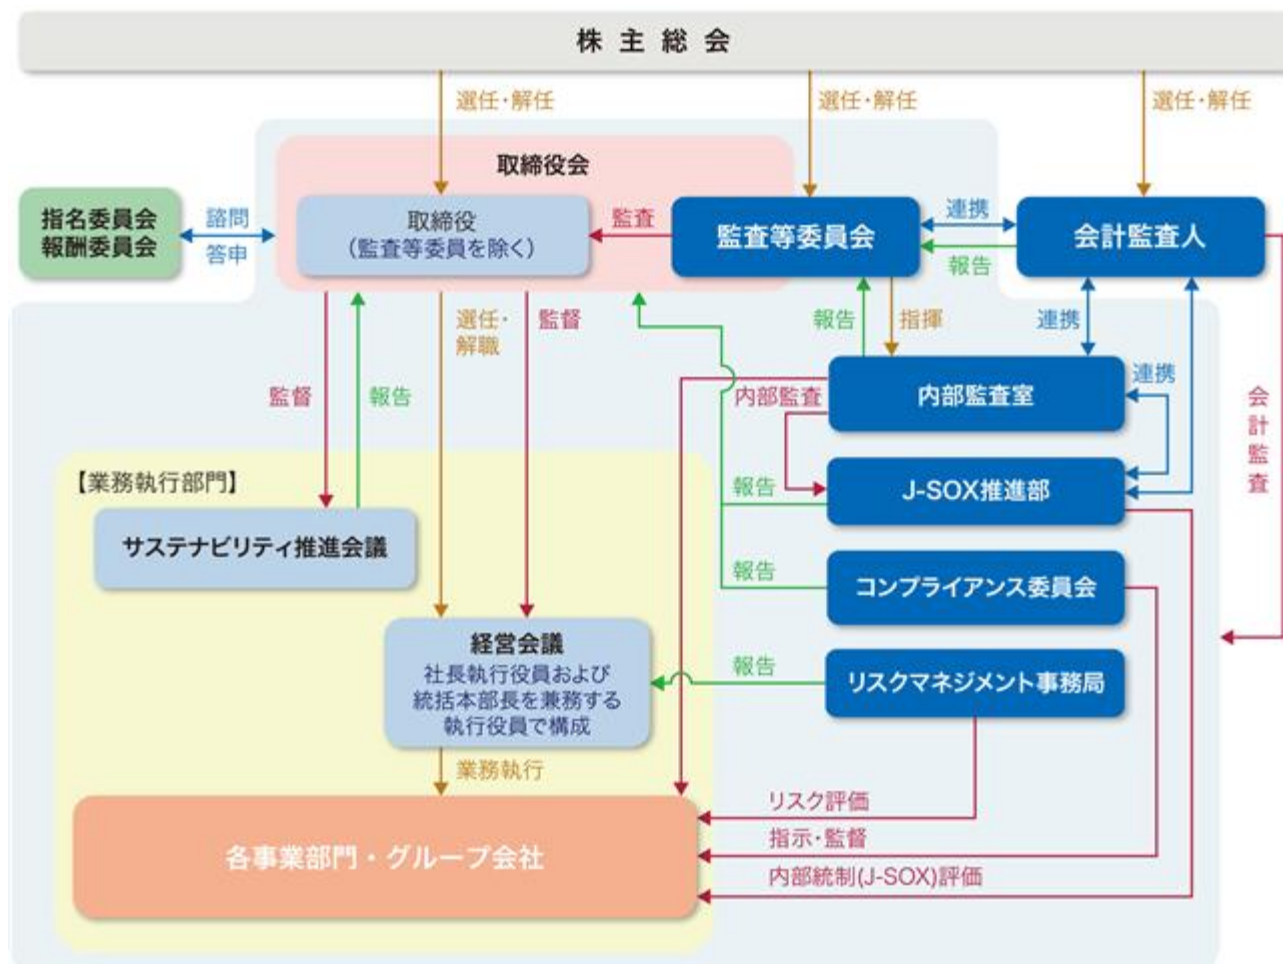 株主総会
選任・解任
選任・解任
選任・解任
取締役会
指名委員会
報酬委員会
諮問
答申
取締役
（監査等委員を除く）
監査
監査等委員会
連携
報告
会計監査人
選任・
解職
監督
報告
指揮
連携
監督
報告
内部監査
内部監査室
連携
会計監査
【業務執行部門】
報告
J-SOX推進部
サステナビリティ推進会議
報告
コンプライアンス委員会
経営会議
社長執行役員および
統括本部長を兼務する
執行役員で構成
報告
リスクマネジメント事務局
業務執行
リスク評価
各事業部門・グループ会社
指示・監督
内部統制(J-SOX)評価